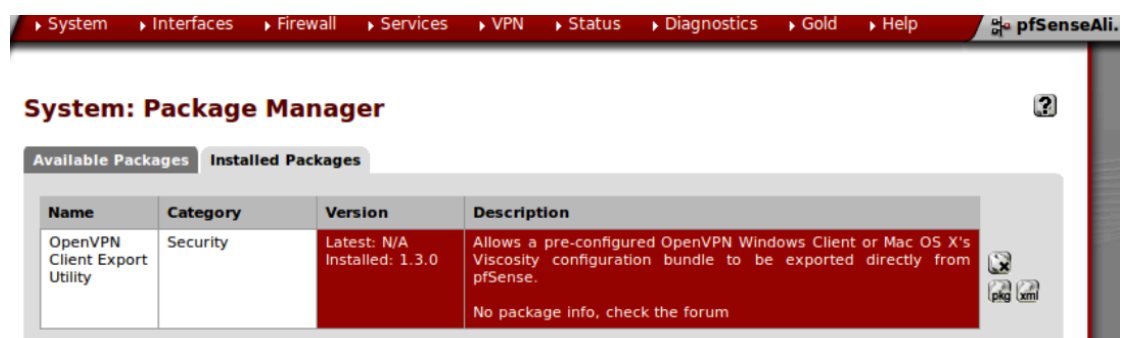 System Interfaces Firewall Services VPN Status Diagnostics Gold Help pfSenseAli.
System: Package Manager
Available Packages Installed Packages
Name Category Version Description
OpenVPN Client Export Utility
Security
Latest: N/A
Installed: 1.3.0
Allows a pre-configured OpenVPN Windows Client or Mac OS X's
Viscosity configuration bundle to be exported directly from
pfSense.
No package info, check the forum
pkg xml